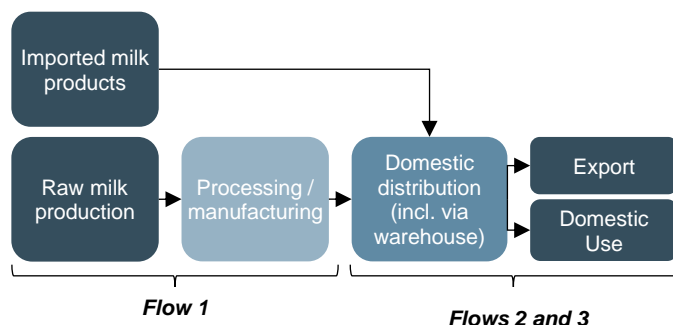 Imported milk
products
Raw milk
production
Processing /
manufacturing
Domestic
distribution
(incl. via
warehouse)
Export
Domestic
Use
Flow 1
Flows 2 and 3